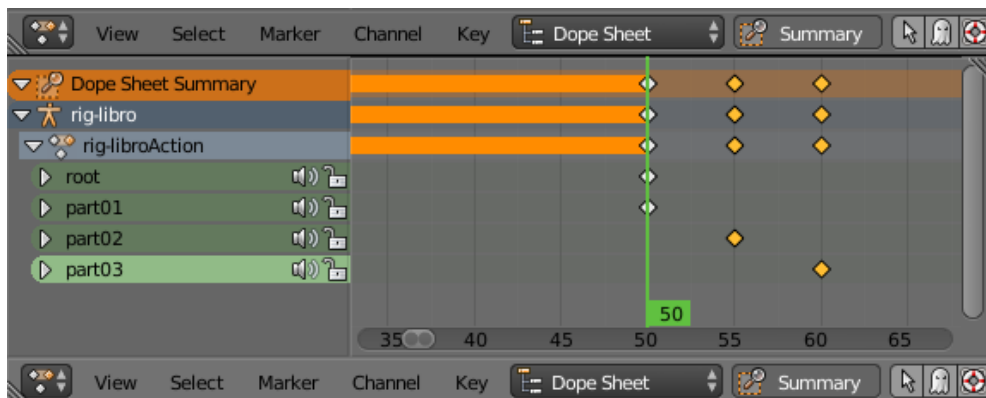 View Select Marker Channel Key Dope Sheet Summary
Dope Sheet Summary
rig-libro
rig-libroAction
root
part01
part02
part03
50
35 40 45 50 55 60 65
View Select Marker Channel Key Dope Sheet Summary